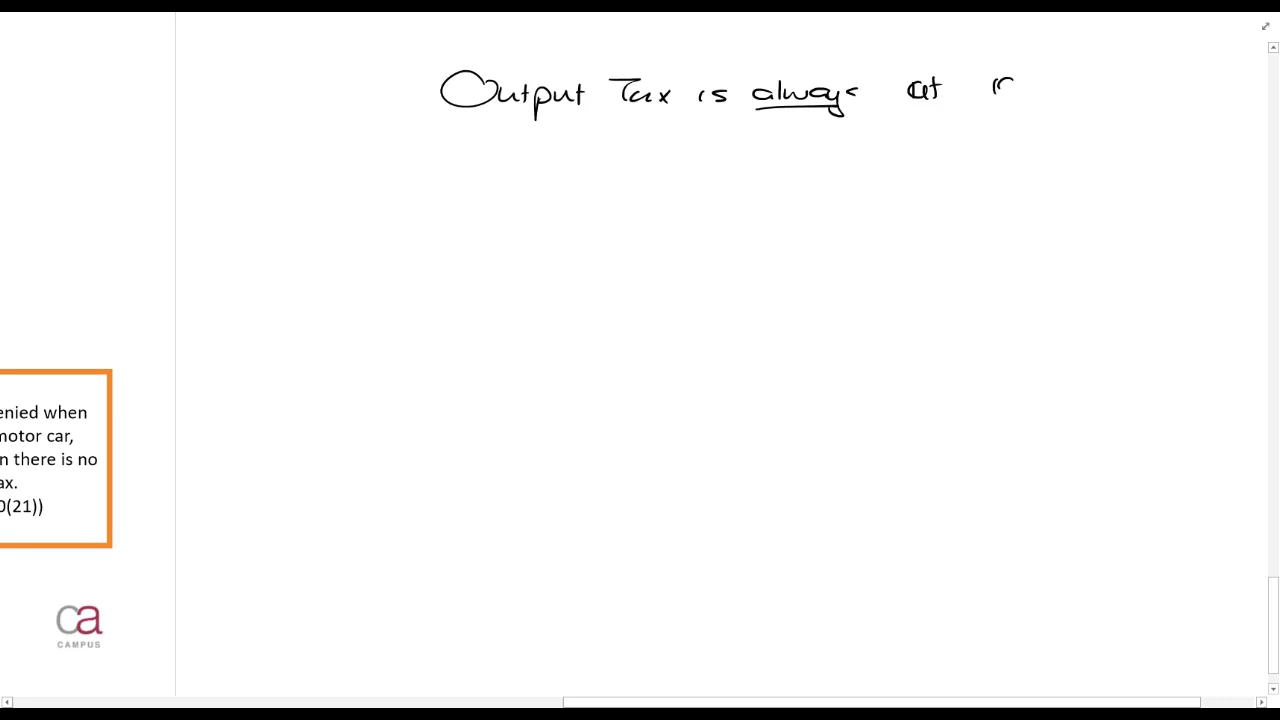 Output Tax is always at
enied when
motor car,
n there is no
ax.
0(21))
ca
CAMPUS